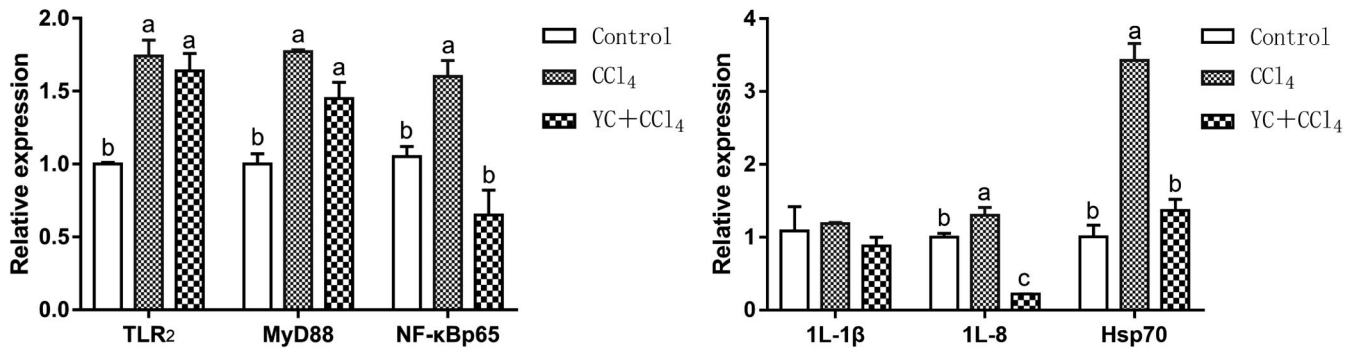 Relative expression
2.0
1.5
1.0
0.5
0.0
b
a
a
b
a
a
b
a
b
TLR2
MyD88
NF-κBp65
Control
CCl4
YC+CCl4
Relative expression
4
3
2
1
0
b
a
c
b
a
b
1L-1β
1L-8
Hsp70
Control
CCl4
YC+CCl4